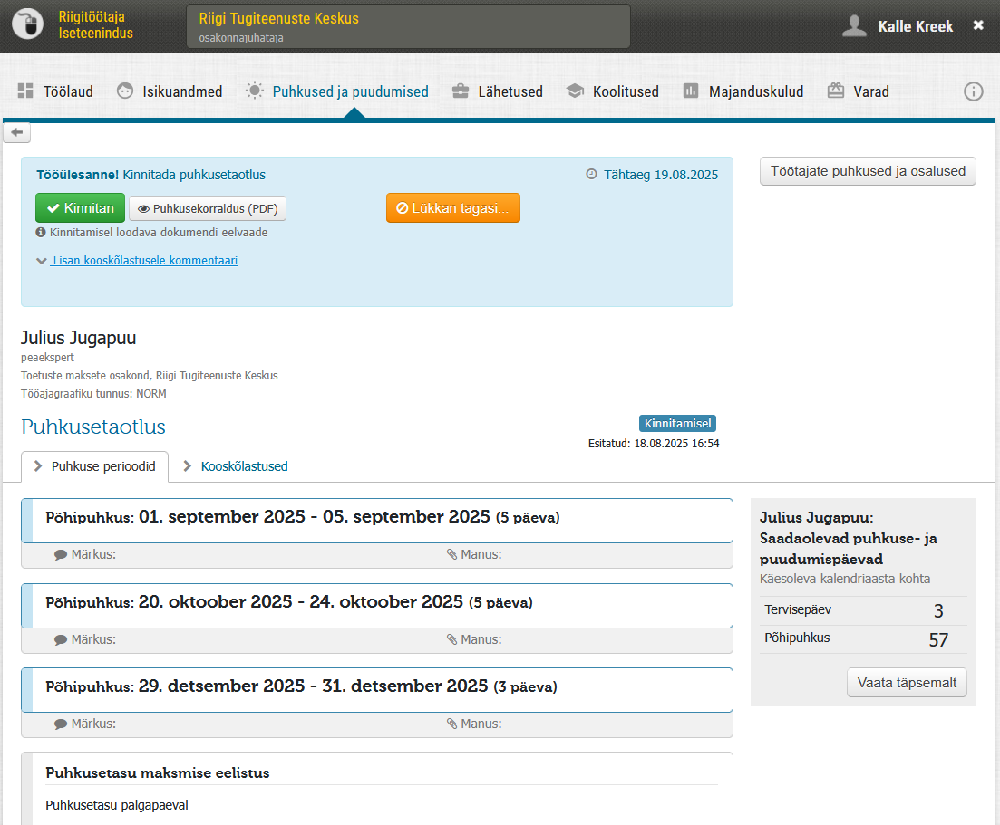 Riigitöötaja
Iseteenindus
Riigi Tugiteenuste Keskus
osakonnajuhataja
Kalle Kreek
Töölaud
Isikuandmed
Puhkused ja puudumised
Lähetused
Koolitused
Majanduskulud
Varad
Tööülesanne! Kinnitada puhkusetaotlus
Tähtaeg 19.08.2025
Töötajate puhkused ja osalused
Kinnitan
Puhkusekorraldus (PDF)
Lükkan tagasi...
Kinnitamisel loodava dokumendi eelvaade
Lisan kooskõlastusele kommentaari
Julius Jugapuu
peaekspert
Toetuste maksete osakond, Riigi Tugiteenuste Keskus
Tööajagraafiku tunnus: NORM
Puhkusetaotlus
Kinnitamisel
Esitatud: 18.08.2025 16:54
Puhkuse perioodid
Kooskõlastused
Põhipuhkus: 01. september 2025 - 05. september 2025 (5 päeva)
Märkus:
Manus:
Põhipuhkus: 20. oktoober 2025 - 24. oktoober 2025 (5 päeva)
Märkus:
Manus:
Põhipuhkus: 29. detsember 2025 - 31. detsember 2025 (3 päeva)
Märkus:
Manus:
Puhkusetasu maksmise eelistus
Puhkusetasu palgapäeval
Julius Jugapuu:
Saadaolevad puhkuse- ja
puudumispäevad
Käesoleva kalendriaasta kohta
Tervisepäev 3
Põhipuhkus 57
Vaata täpsemalt